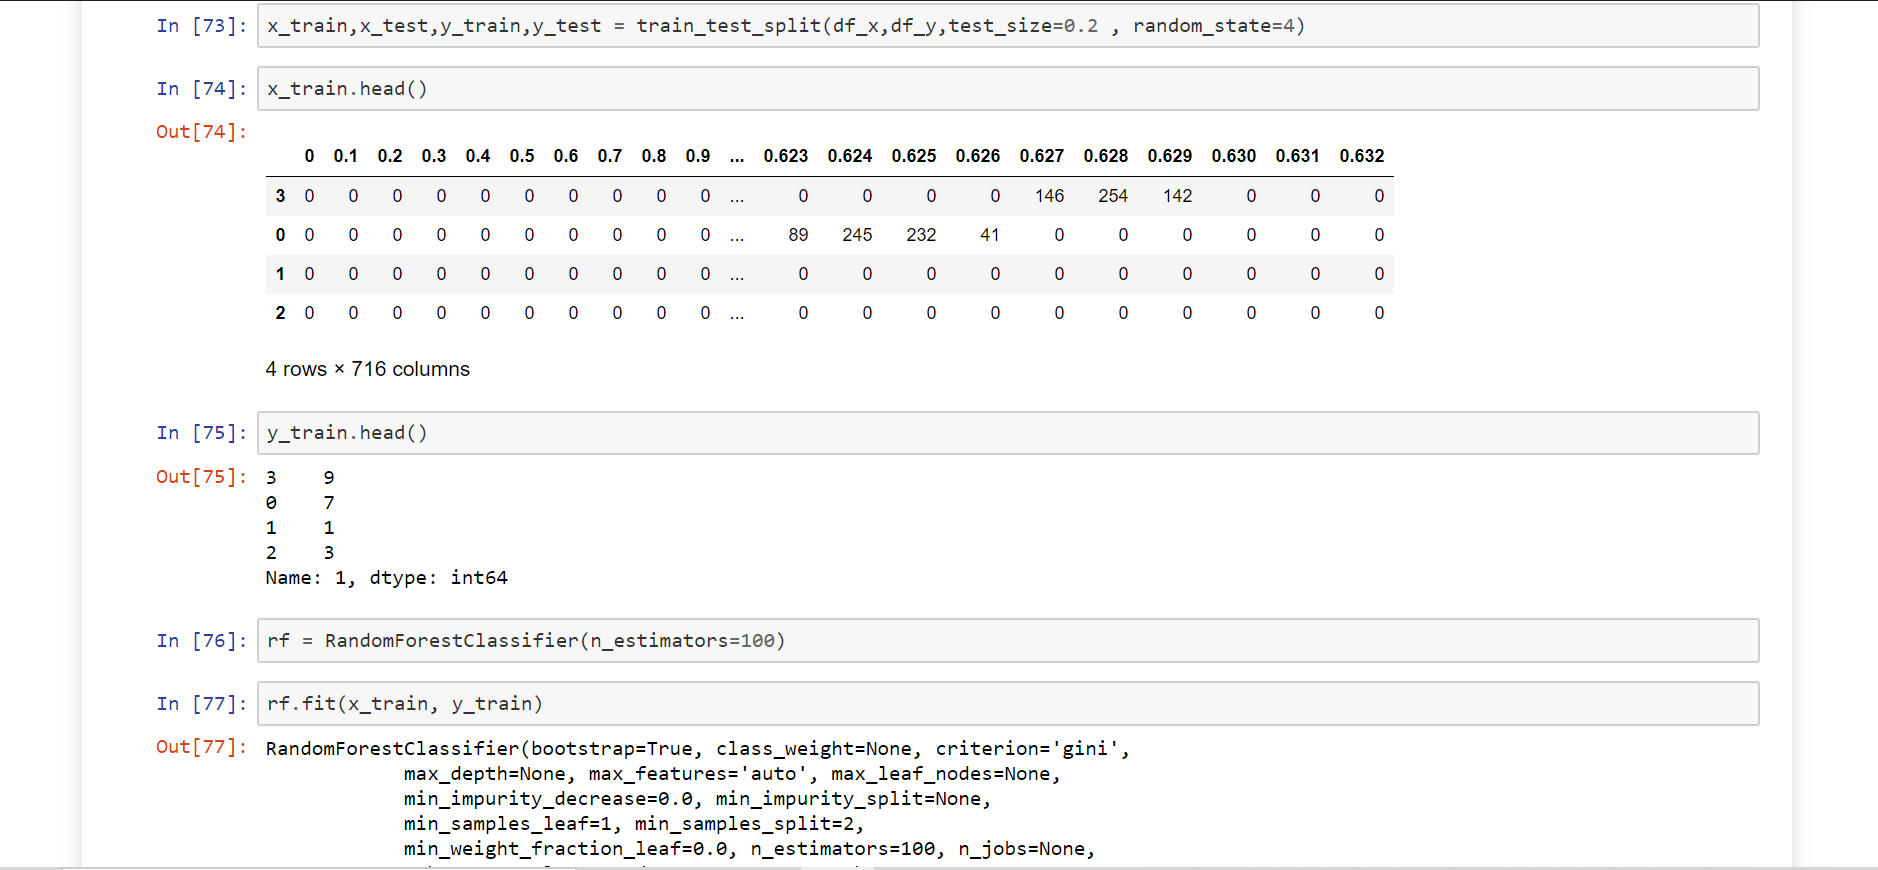 In [73]: x_train,x_test,y_train,y_test = train_test_split(df_x,df_y,test_size=0.2 , random_state=4)
In [74]: x_train.head()
Out[74]:
0 0.1 0.2 0.3 0.4 0.5 0.6 0.7 0.8 0.9 ... 0.623 0.624 0.625 0.626 0.627 0.628 0.629 0.630 0.631 0.632
3 0 0 0 0 0 0 0 0 0 0 ... 0 0 0 0 146 254 142 0 0 0
0 0 0 0 0 0 0 0 0 0 0 ... 89 245 232 41 0 0 0 0 0 0
1 0 0 0 0 0 0 0 0 0 0 ... 0 0 0 0 0 0 0 0 0 0
2 0 0 0 0 0 0 0 0 0 0 ... 0 0 0 0 0 0 0 0 0 0
4 rows × 716 columns
In [75]: y_train.head()
Out[75]: 3 9
0 7
1 1
2 3
Name: 1, dtype: int64
In [76]: rf = RandomForestClassifier(n_estimators=100)
In [77]: rf.fit(x_train, y_train)
Out[77]: RandomForestClassifier(bootstrap=True, class_weight=None, criterion='gini',
max_depth=None, max_features='auto', max_leaf_nodes=None,
min_impurity_decrease=0.0, min_impurity_split=None,
min_samples_leaf=1, min_samples_split=2,
min_weight_fraction_leaf=0.0, n_estimators=100, n_jobs=None,